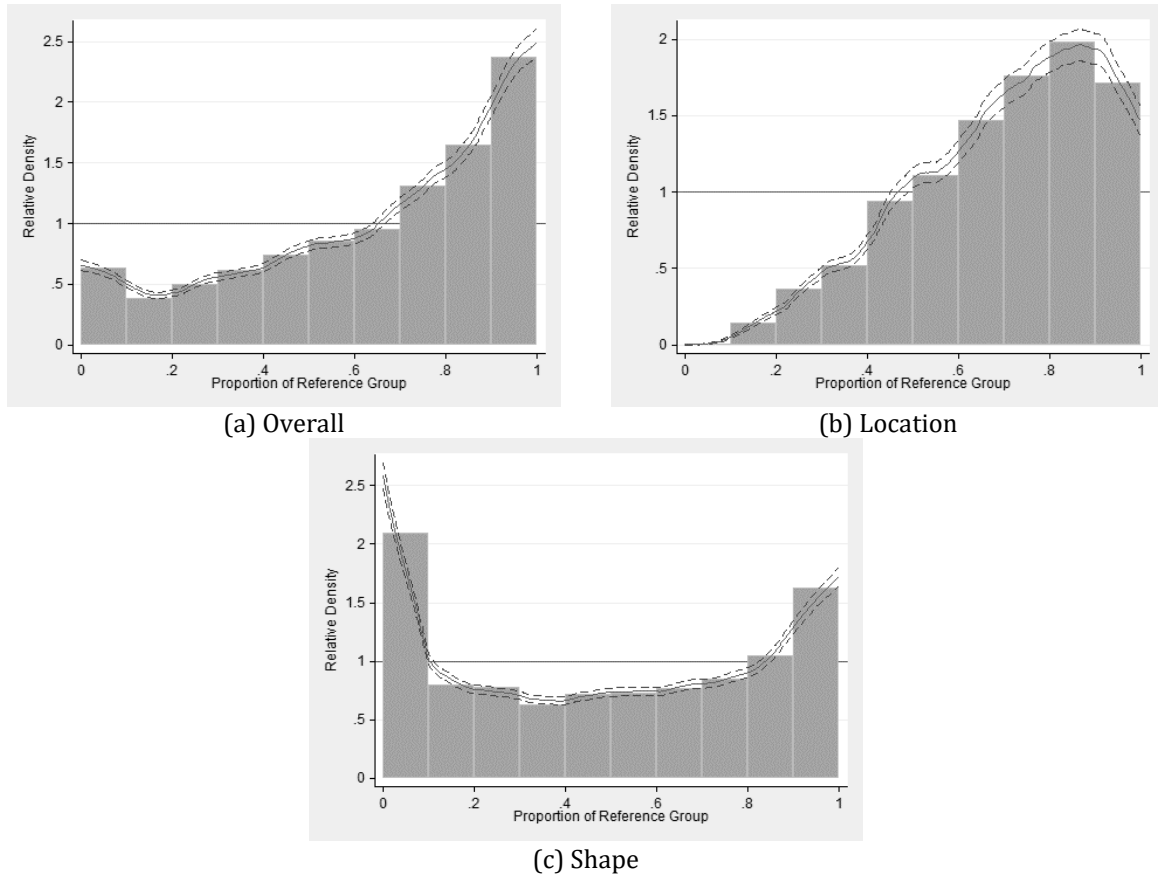 2.5
2
1.5
1
.5
0
Relative Density
0 .2 .4 .6 .8 1
Proportion of Reference Group
(a) Overall
2
1.5
1
.5
0
Relative Density
0 .2 .4 .6 .8 1
Proportion of Reference Group
(b) Location
2.5
2
1.5
1
.5
0
Relative Density
0 .2 .4 .6 .8 1
Proportion of Reference Group
(c) Shape